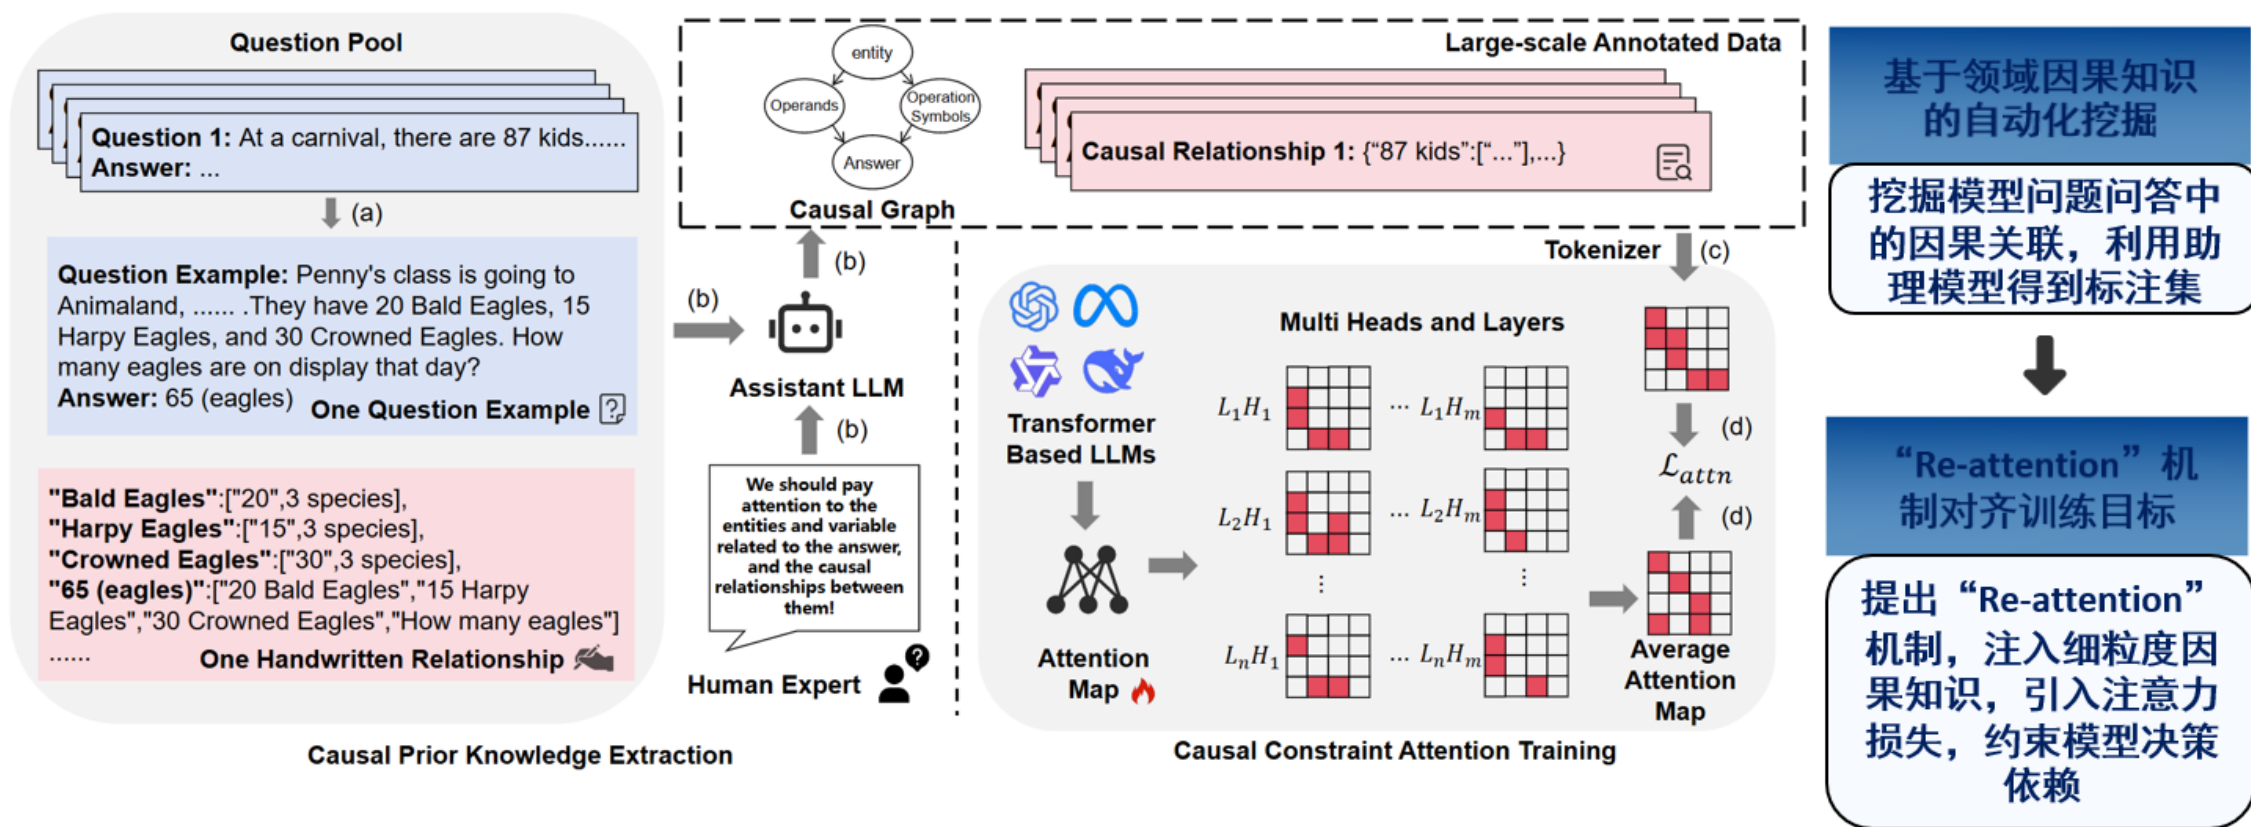 Question Pool
Question 1: At a carnival, there are 87 kids......
Answer: ...
(a)
Question Example: Penny's class is going to
Animaland, ...... .They have 20 Bald Eagles, 15
Harpy Eagles, and 30 Crowned Eagles. How
many eagles are on display that day?
Answer: 65 (eagles)
One Question Example
"Bald Eagles":["20",3 species],
"Harpy Eagles":["15",3 species],
"Crowned Eagles":["30",3 species],
"65 (eagles)":["20 Bald Eagles","15 Harpy
Eagles","30 Crowned Eagles","How many eagles"]
......
One Handwritten Relationship
Causal Prior Knowledge Extraction
(b)
Assistant LLM
(b)
(b)
We should pay
attention to the
entities and variable
related to the answer,
and the causal
relationships between
them!
Human Expert
entity
Operands
Operation
Symbols
Answer
Causal Graph
Large-scale Annotated Data
Causal Relationship 1: {“87 kids”:[“...”],...}
Tokenizer
(c)
Transformer
Based LLMs
Attention
Map
Multi Heads and Layers
L₁H₁
... L₁Hₘ
L₂H₁
... L₂Hₘ
⋮
⋮
LₙH₁
... LₙHₘ
(d)
ℒattn
(d)
Average
Attention
Map
Causal Constraint Attention Training
基于领域因果知识
的自动化挖掘
挖掘模型问题问答中
的因果关联，利用助
理模型得到标注集
“Re-attention”机
制对齐训练目标
提出“Re-attention”
机制，注入细粒度因
果知识，引入注意力
损失，约束模型决策
依赖